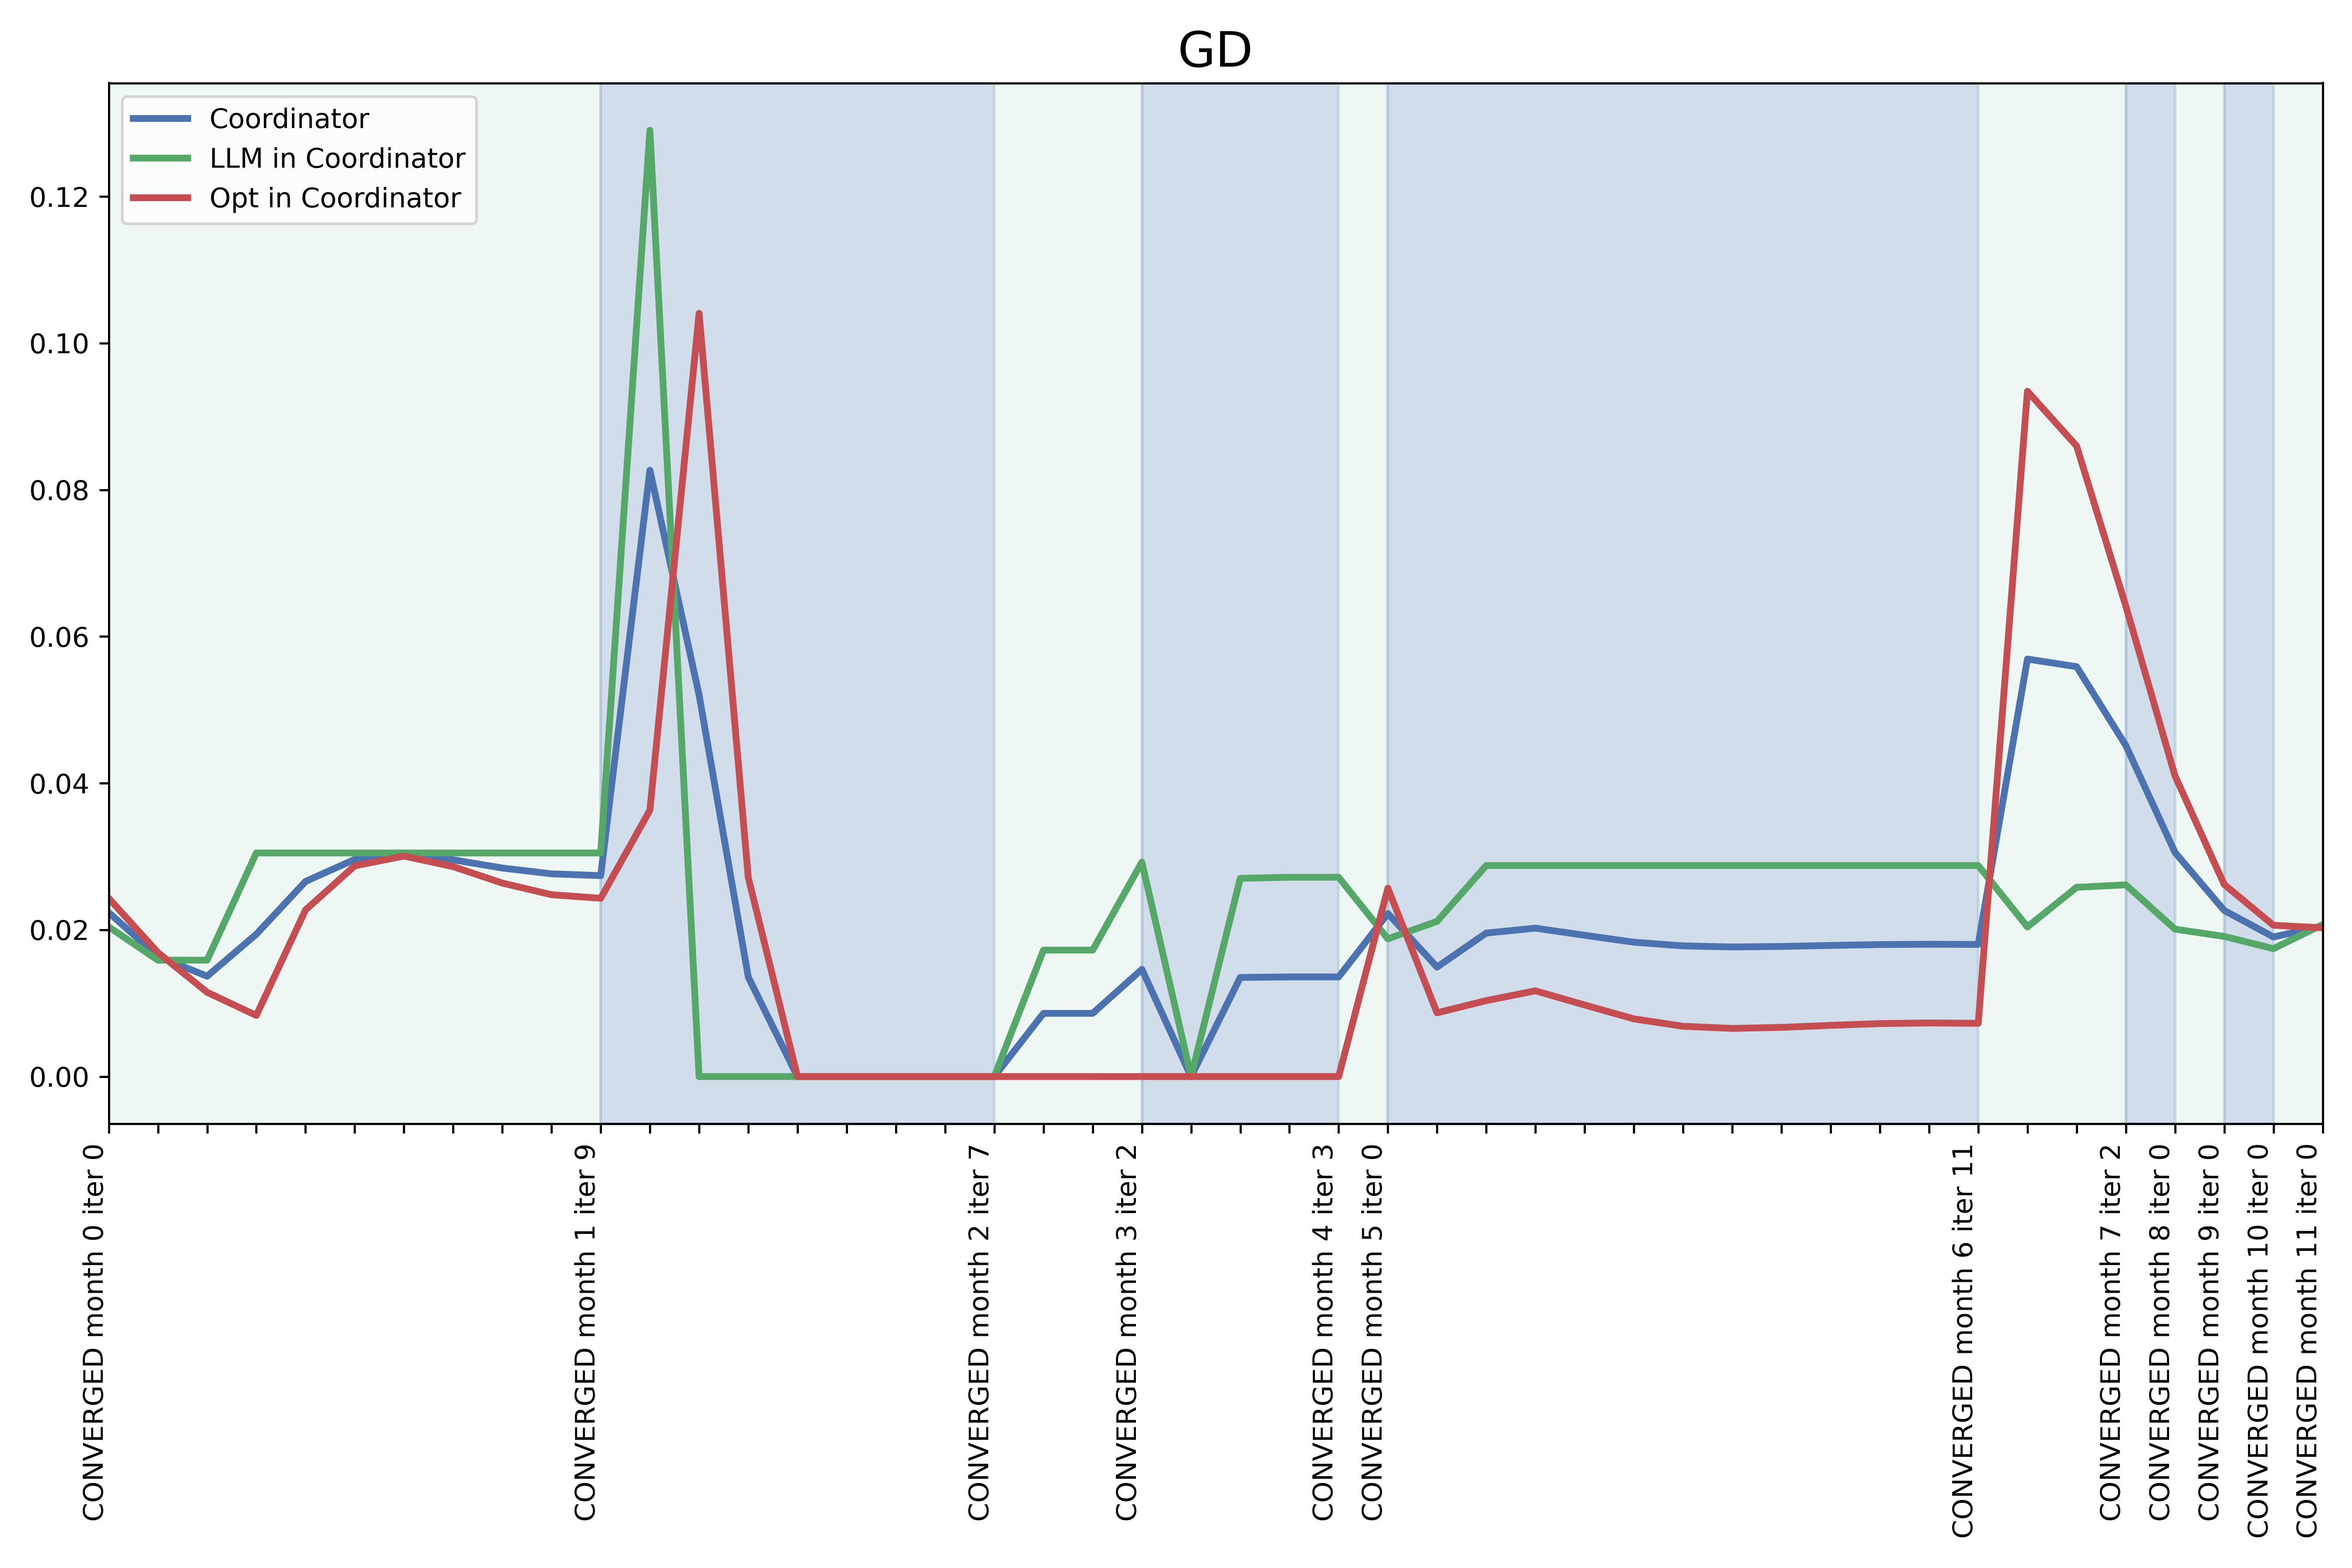 GD
Coordinator
LLM in Coordinator
Opt in Coordinator
0.12
0.10
0.08
0.06
0.04
0.02
0.00
CONVERGED month 0 iter 0
CONVERGED month 1 iter 9
CONVERGED month 2 iter 7
CONVERGED month 3 iter 2
CONVERGED month 4 iter 3
CONVERGED month 5 iter 0
CONVERGED month 6 iter 11
CONVERGED month 7 iter 2
CONVERGED month 8 iter 0
CONVERGED month 9 iter 0
CONVERGED month 10 iter 0
CONVERGED month 11 iter 0